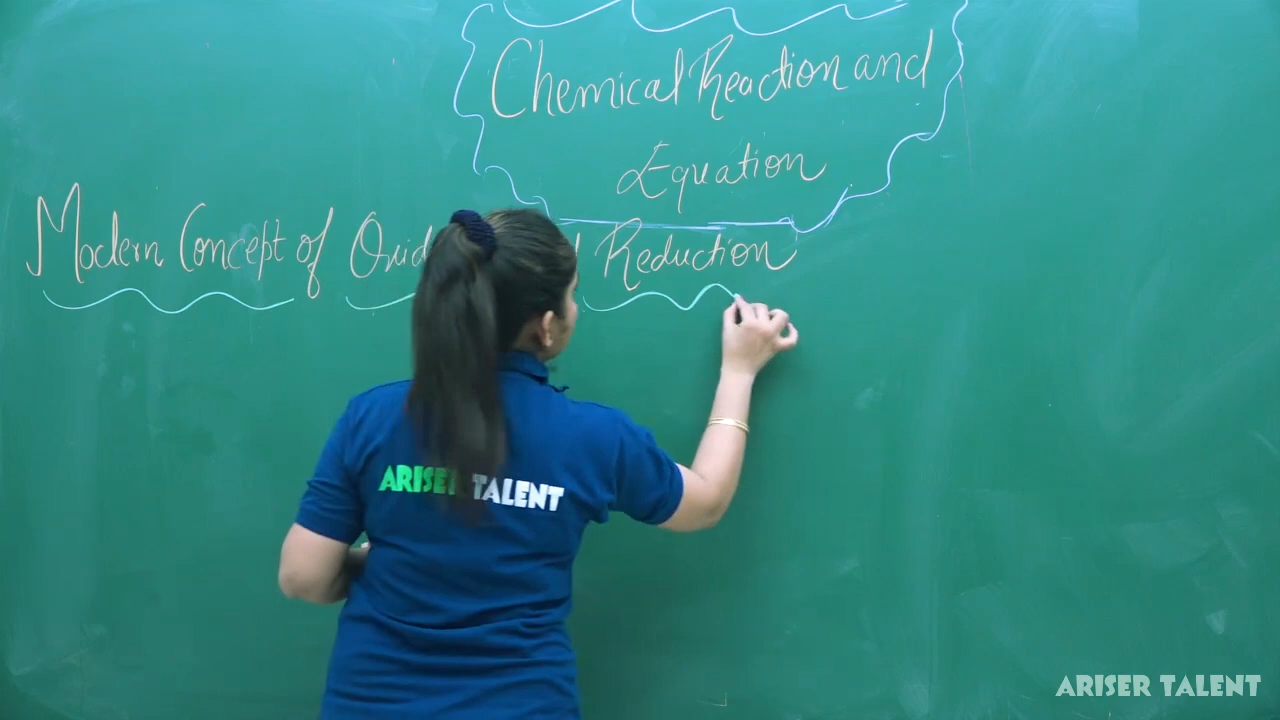 Chemical Reaction and
Equation
Modern Concept of Oxid Reduction
ARISER TALENT
ARISER TALENT